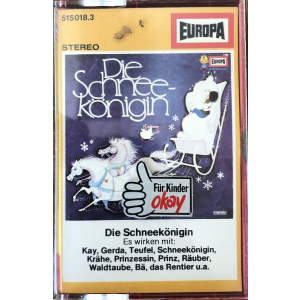 515018.3
STEREO
EUROPA
Die
Schnee-
königin
Für Kinder
okay
Die Schneekönigin
Es wirken mit:
Kay, Gerda, Teufel, Schneekönigin,
Krähe, Prinzessin, Prinz, Räuber,
Waldtaube, Bä, das Rentier u.a.